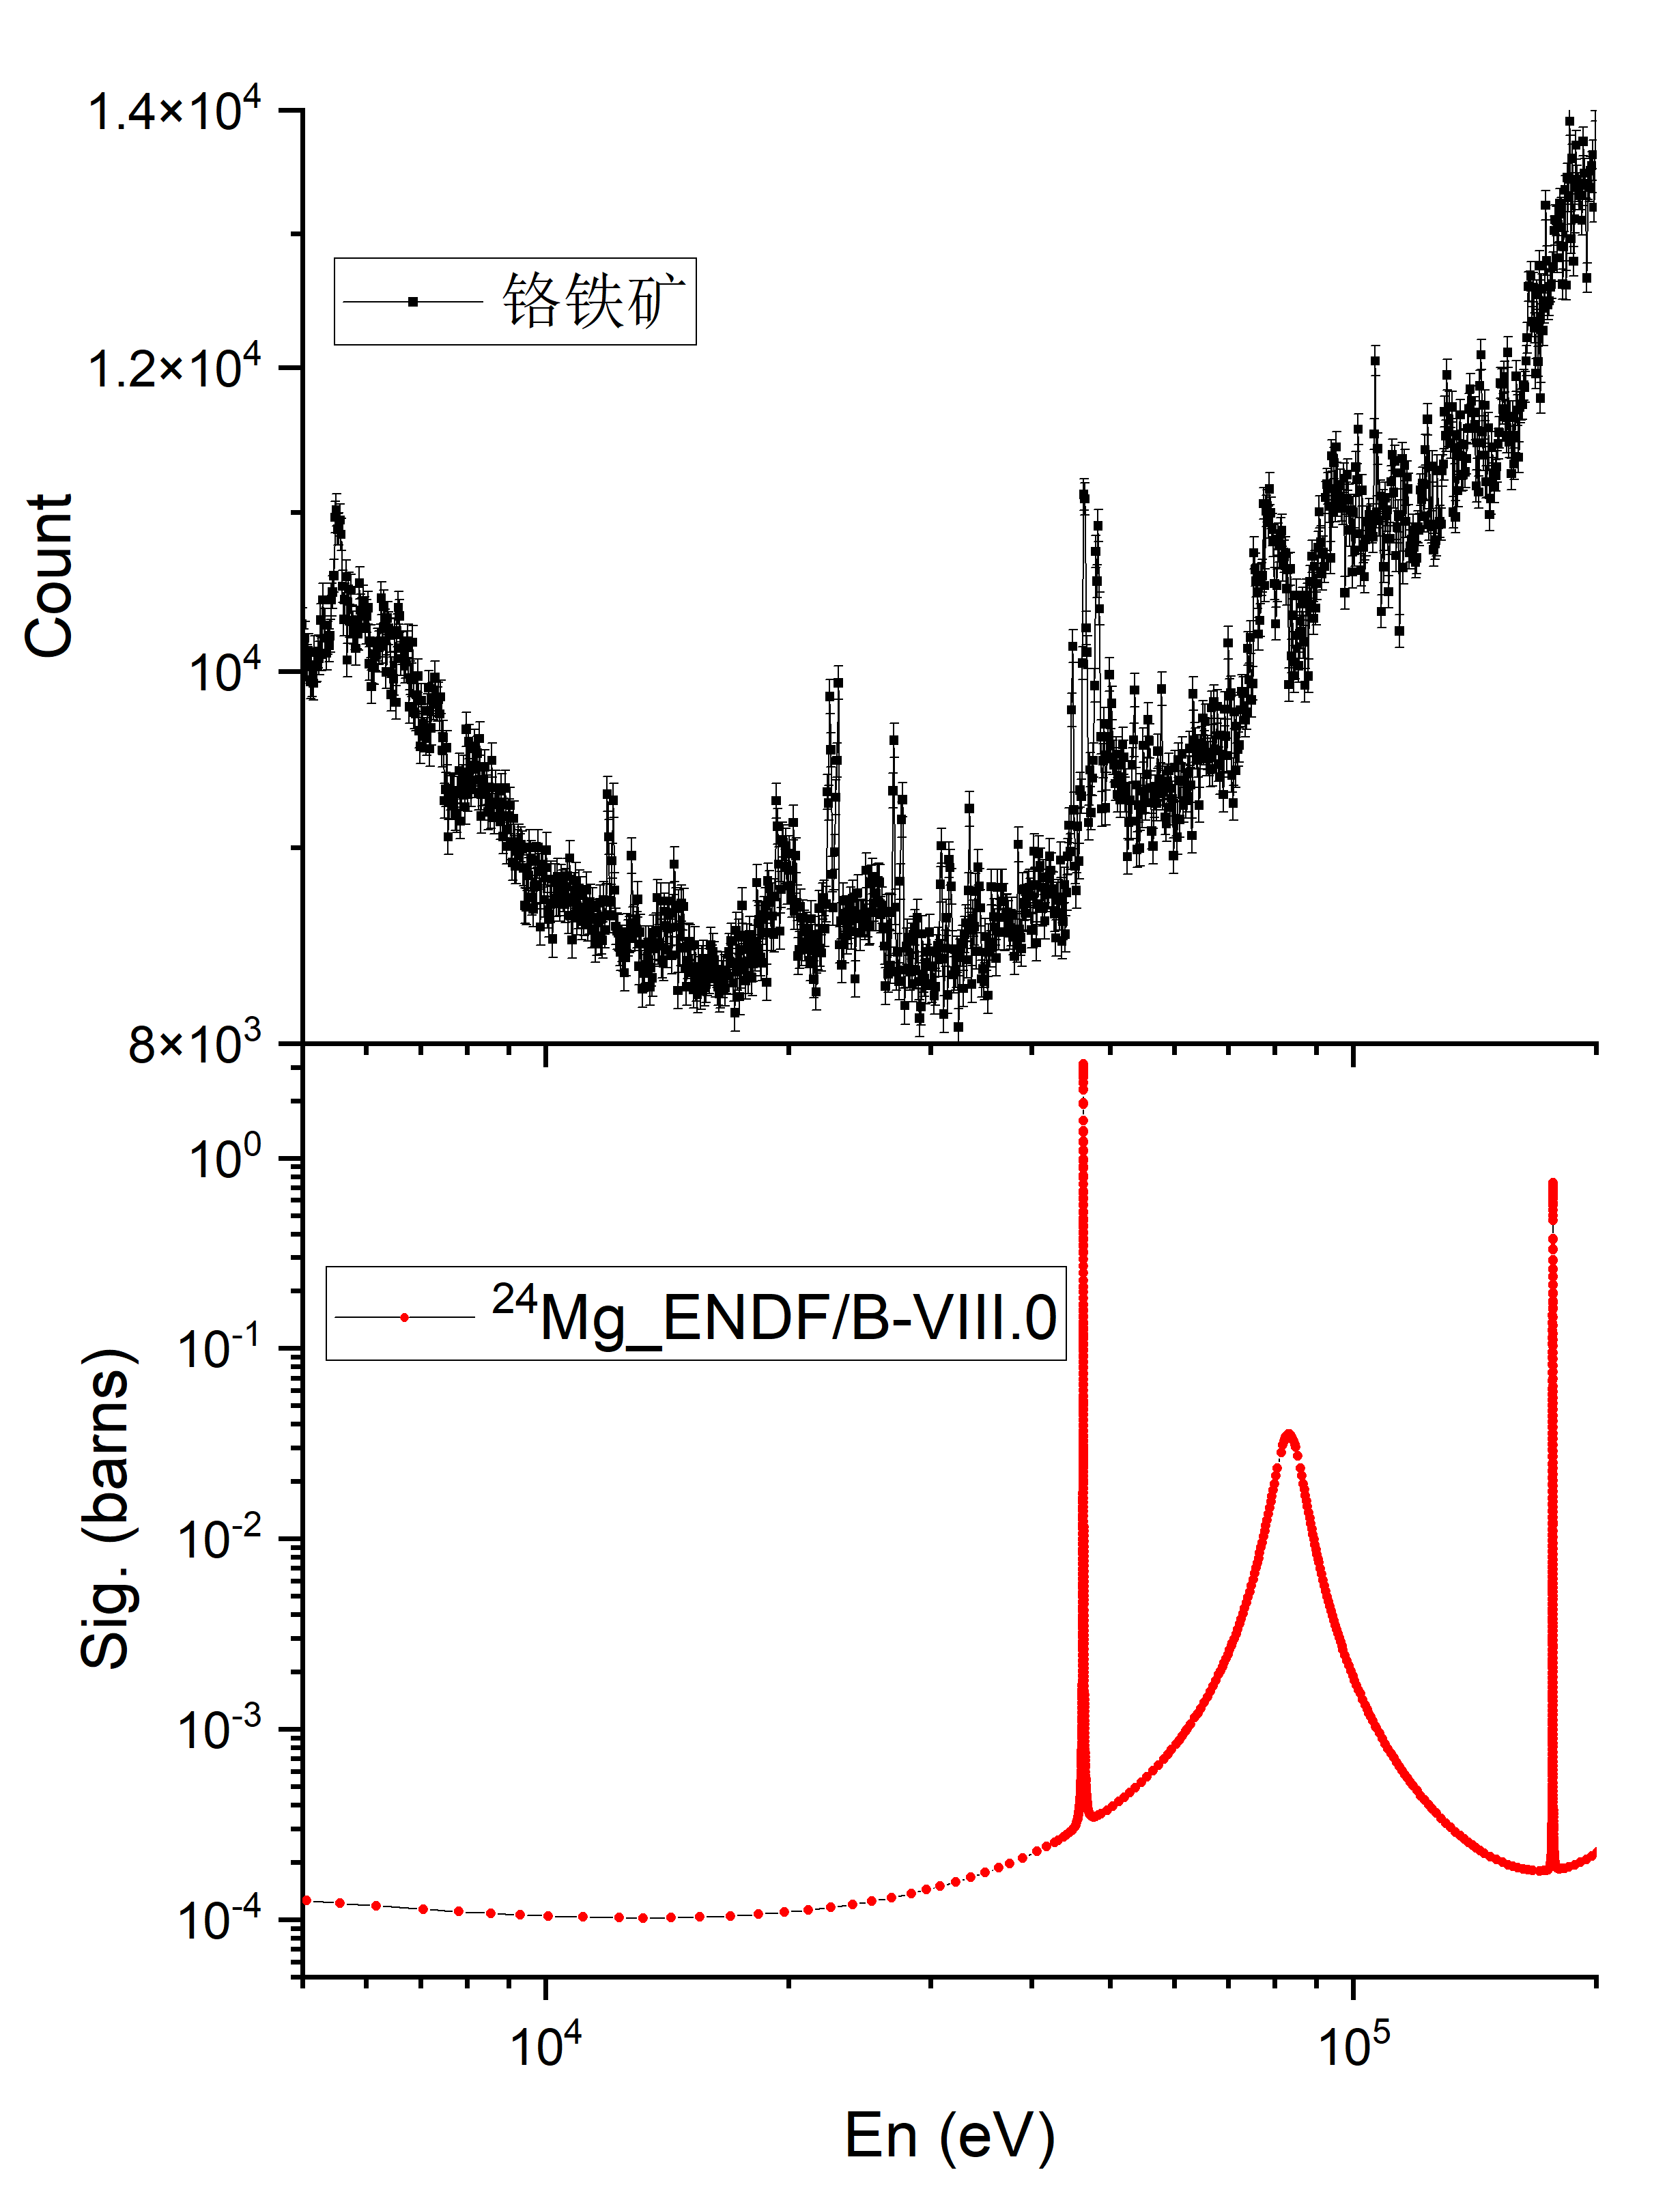 1.4×10⁴
铬铁矿
1.2×10⁴
Count
10⁴
8×10³
10⁰
²⁴Mg_ENDF/B-VIII.0
10⁻¹
Sig. (barns)
10⁻²
10⁻³
10⁻⁴
10⁴ 10⁵
En (eV)